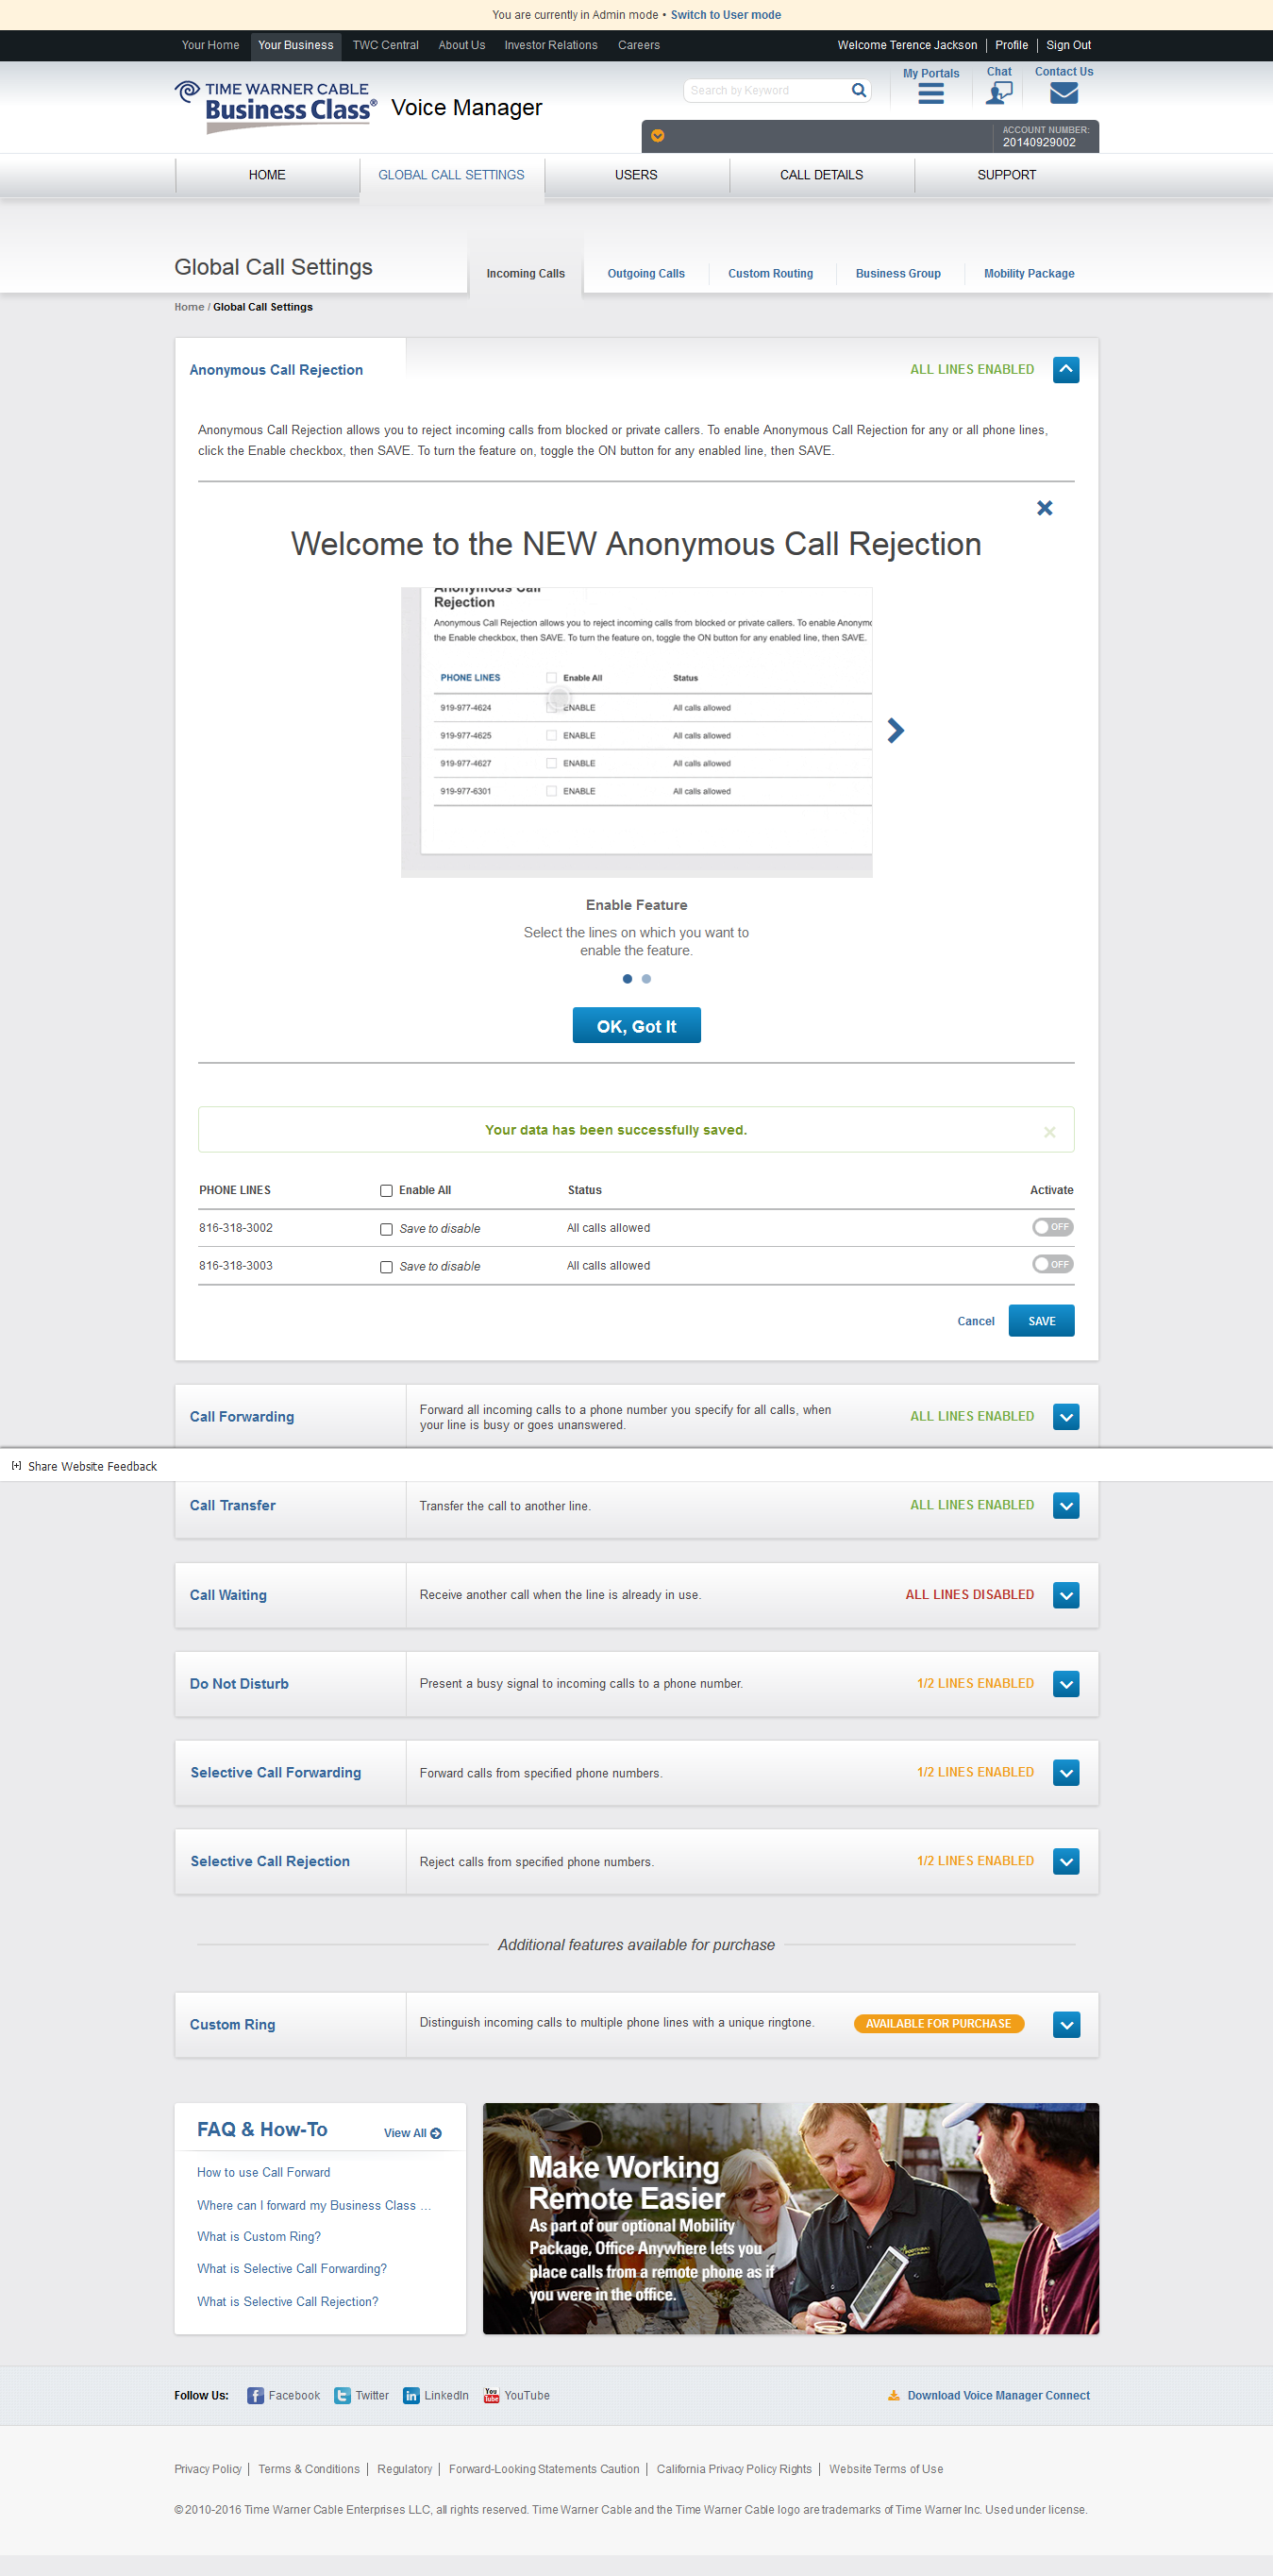 You are currently in Admin mode • Switch to User mode
Your Home Your Business TWC Central About Us Investor Relations Careers Welcome Terence Jackson Profile Sign Out
TIME WARNER CABLE
Business Class®
Voice Manager
Search by Keyword
My Portals
Chat
Contact Us
ACCOUNT NUMBER:
20140929002
HOME GLOBAL CALL SETTINGS USERS CALL DETAILS SUPPORT
Global Call Settings
Incoming Calls Outgoing Calls Custom Routing Business Group Mobility Package
Home / Global Call Settings
Anonymous Call Rejection ALL LINES ENABLED
Anonymous Call Rejection allows you to reject incoming calls from blocked or private callers. To enable Anonymous Call Rejection for any or all phone lines,
click the Enable checkbox, then SAVE. To turn the feature on, toggle the ON button for any enabled line, then SAVE.
Welcome to the NEW Anonymous Call Rejection
Anonymous Call
Rejection
Anonymous Call Rejection allows you to reject incoming calls from blocked or private callers. To enable Anonymo
the Enable checkbox, then SAVE. To turn the feature on, toggle the ON button for any enabled line, then SAVE.
PHONE LINES Enable All Status
919-977-4624 ENABLE All calls allowed
919-977-4625 ENABLE All calls allowed
919-977-4627 ENABLE All calls allowed
919-977-6301 ENABLE All calls allowed
Enable Feature
Select the lines on which you want to
enable the feature.
OK, Got It
Your data has been successfully saved.
PHONE LINES Enable All Status Activate
816-318-3002 Save to disable All calls allowed OFF
816-318-3003 Save to disable All calls allowed OFF
Cancel SAVE
Call Forwarding
Forward all incoming calls to a phone number you specify for all calls, when
your line is busy or goes unanswered.
ALL LINES ENABLED
[+] Share Website Feedback
Call Transfer Transfer the call to another line. ALL LINES ENABLED
Call Waiting Receive another call when the line is already in use. ALL LINES DISABLED
Do Not Disturb Present a busy signal to incoming calls to a phone number. 1/2 LINES ENABLED
Selective Call Forwarding Forward calls from specified phone numbers. 1/2 LINES ENABLED
Selective Call Rejection Reject calls from specified phone numbers. 1/2 LINES ENABLED
Additional features available for purchase
Custom Ring Distinguish incoming calls to multiple phone lines with a unique ringtone. AVAILABLE FOR PURCHASE
FAQ & How-To View All
How to use Call Forward
Where can I forward my Business Class ...
What is Custom Ring?
What is Selective Call Forwarding?
What is Selective Call Rejection?
Make Working
Remote Easier
As part of our optional Mobility
Package, Office Anywhere lets you
place calls from a remote phone as if
you were in the office.
Follow Us: Facebook Twitter LinkedIn You Tube YouTube Download Voice Manager Connect
Privacy Policy Terms & Conditions Regulatory Forward-Looking Statements Caution California Privacy Policy Rights Website Terms of Use
© 2010-2016 Time Warner Cable Enterprises LLC, all rights reserved. Time Warner Cable and the Time Warner Cable logo are trademarks of Time Warner Inc. Used under license.